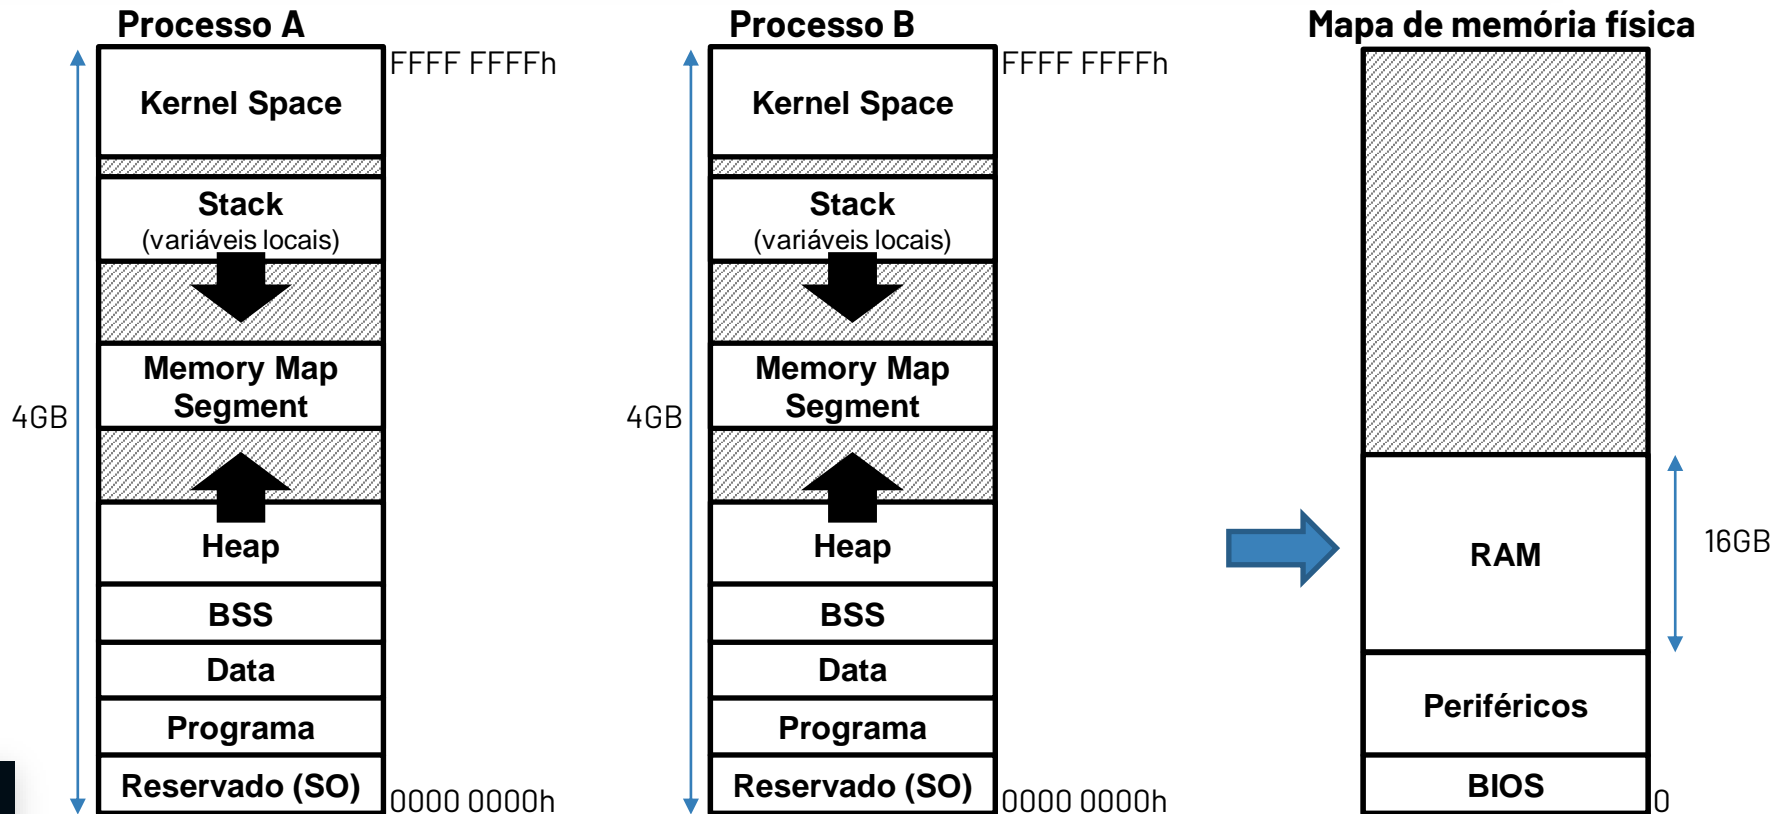 Processo A
FFFF FFFFh
Kernel Space
Stack
(variáveis locais)
Memory Map
Segment
4GB
Heap
BSS
Data
Programa
Reservado (SO)
0000 0000h
Processo B
FFFF FFFFh
Kernel Space
Stack
(variáveis locais)
Memory Map
Segment
4GB
Heap
BSS
Data
Programa
Reservado (SO)
0000 0000h
Mapa de memória física
RAM
16GB
Periféricos
BIOS
0